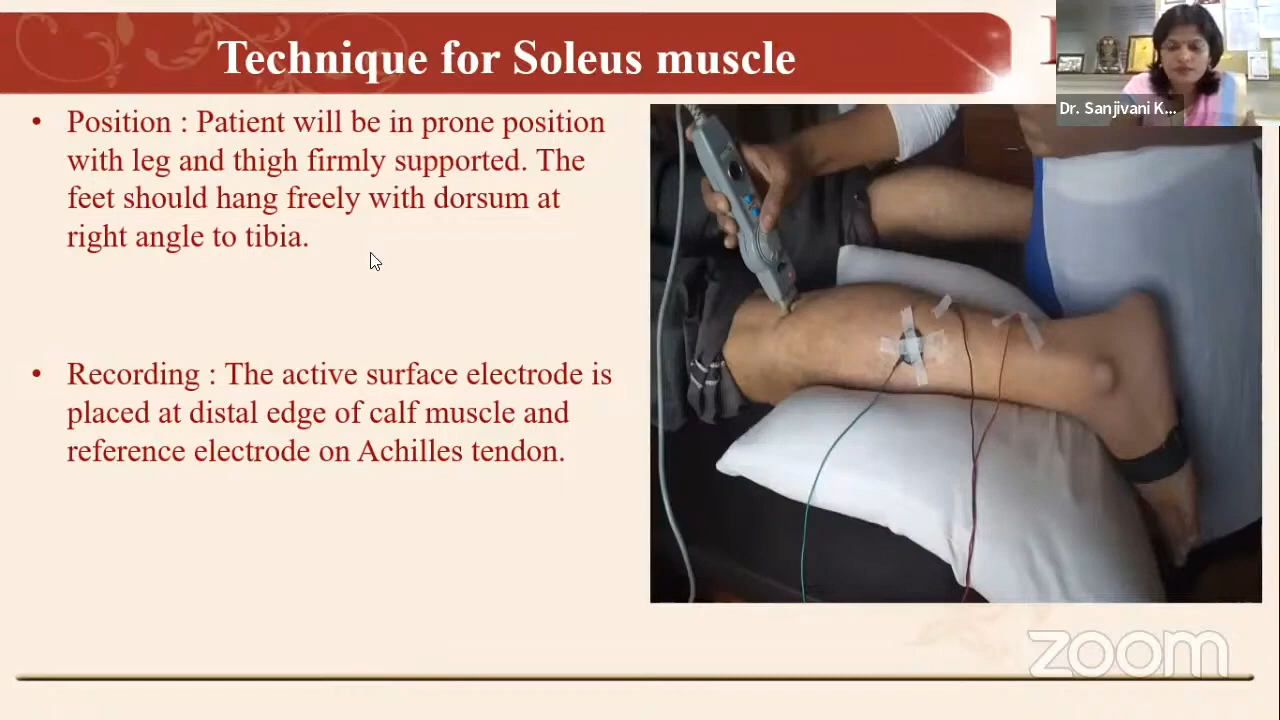 Technique for Soleus muscle
Dr. Sanjivani K...
• Position : Patient will be in prone position
with leg and thigh firmly supported. The
feet should hang freely with dorsum at
right angle to tibia.
• Recording : The active surface electrode is
placed at distal edge of calf muscle and
reference electrode on Achilles tendon.
zoom